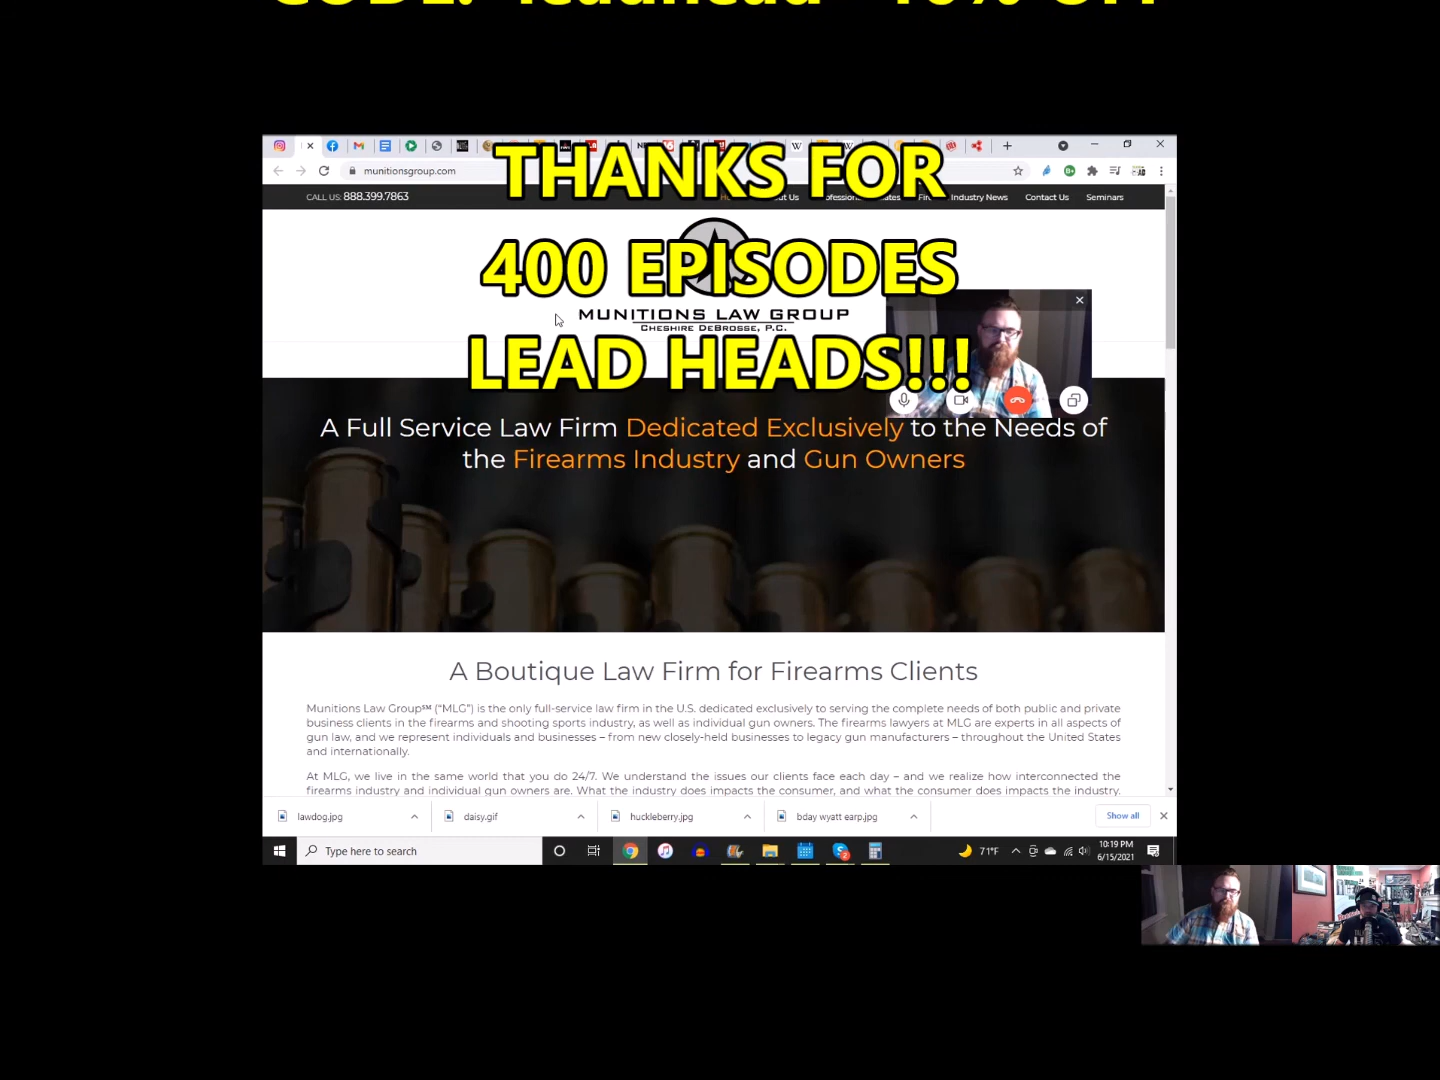 munitionsgroup.com
CALL US: 888.399.7863
Industry News
Contact Us
Seminars
THANKS FOR
400 EPISODES
LEAD HEADS!!!
MUNITIONS LAW GROUP
CHESHIRE DEBROSSE, P.C.
A Full Service Law Firm Dedicated Exclusively to the Needs of
the Firearms Industry and Gun Owners
A Boutique Law Firm for Firearms Clients
Munitions Law Group℠ (“MLG”) is the only full-service law firm in the U.S. dedicated exclusively to serving the complete needs of both public and private
business clients in the firearms and shooting sports industry, as well as individual gun owners. The firearms lawyers at MLG are experts in all aspects of
gun law, and we represent individuals and businesses – from new closely-held businesses to legacy gun manufacturers – throughout the United States
and internationally.
At MLG, we live in the same world that you do 24/7. We understand the issues our clients face each day – and we realize how interconnected the
firearms industry and individual gun owners are. What the industry does impacts the consumer, and what the consumer does impacts the industry.
lawdog.jpg
daisy.gif
huckleberry.jpg
bday wyatt earp.jpg
Show all
Type here to search
71°F
10:19 PM
6/15/2021